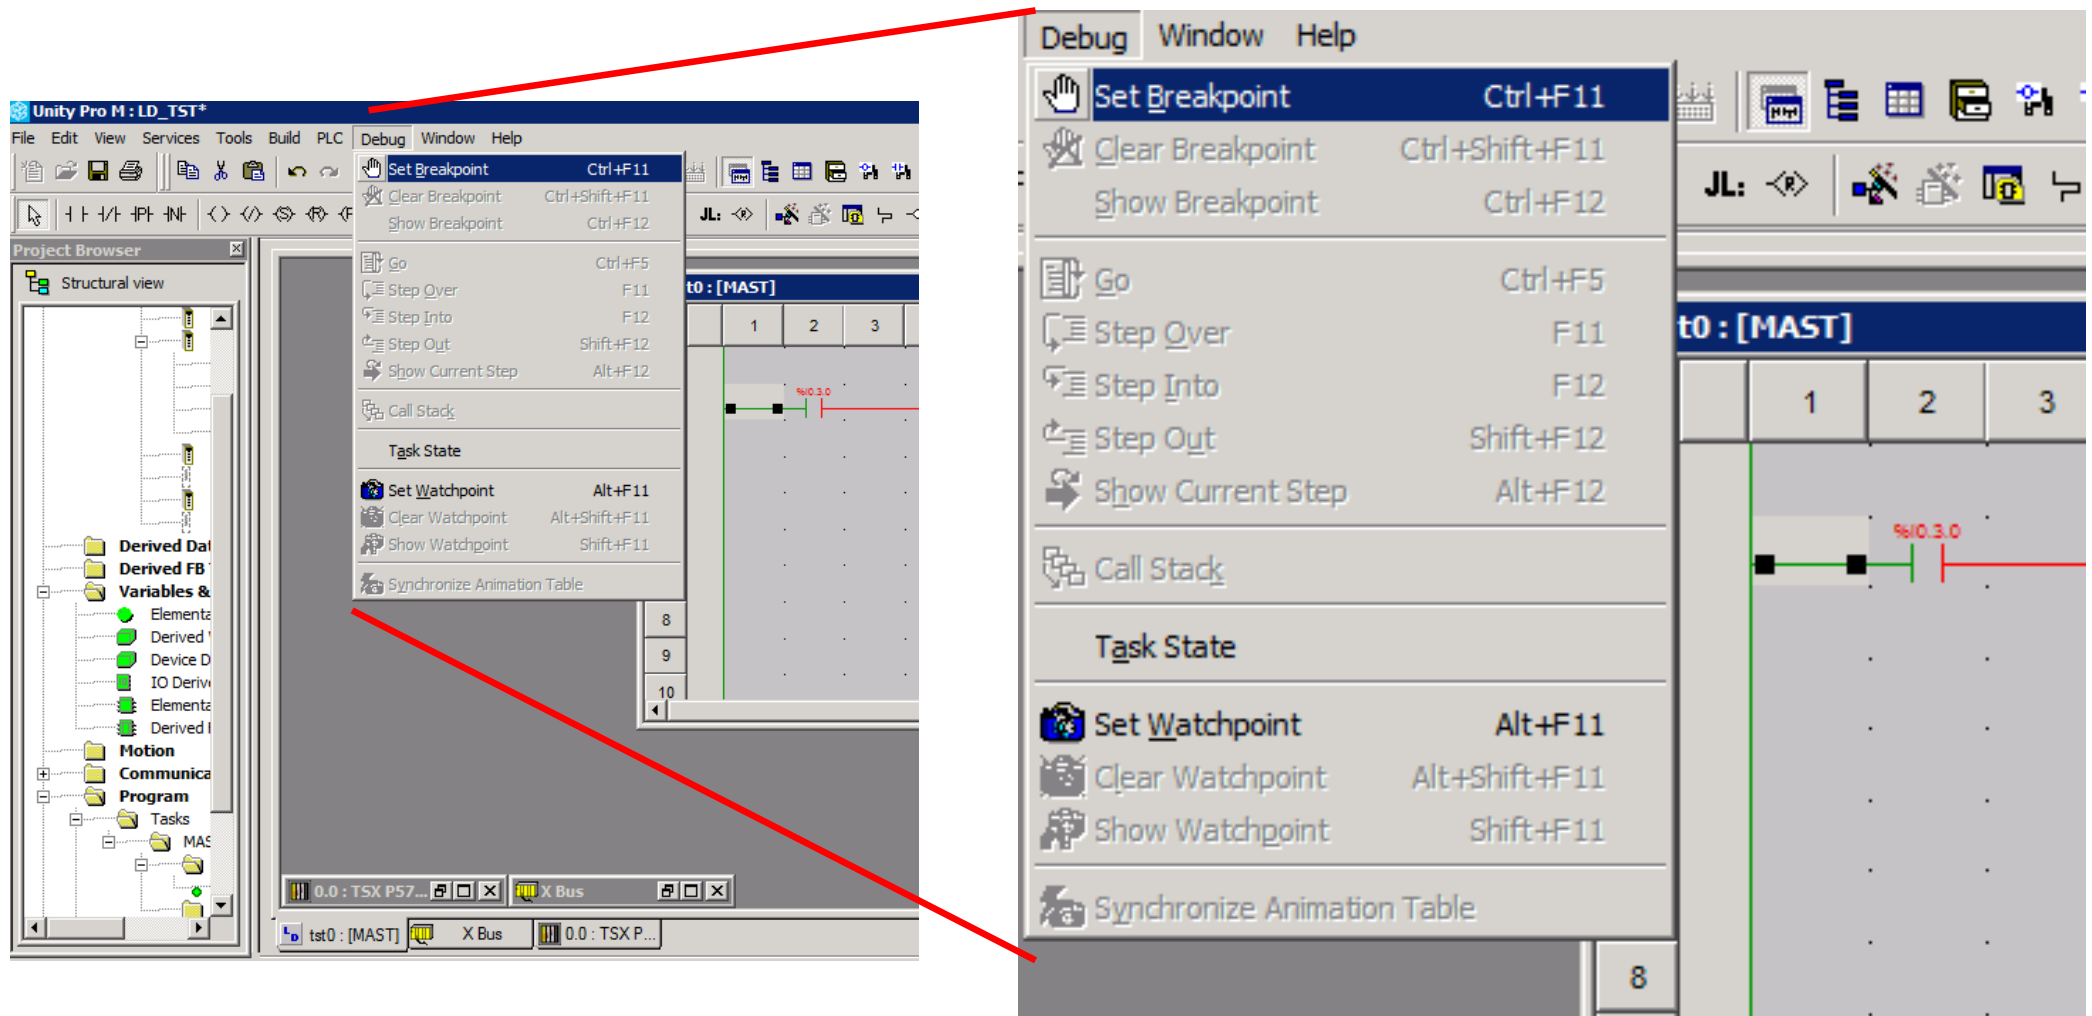 Unity Pro M : LD_TST*
File Edit View Services Tools Build PLC Debug Window Help
Set Breakpoint Ctrl+F11
Clear Breakpoint Ctrl+Shift+F11
Show Breakpoint Ctrl+F12
Go Ctrl+F5
Step Over F11
Step Into F12
Step Out Shift+F12
Show Current Step Alt+F12
Call Stack
Task State
Set Watchpoint Alt+F11
Clear Watchpoint Alt+Shift+F11
Show Watchpoint Shift+F11
Synchronize Animation Table
JL:
Project Browser
Structural view
Derived Dat
Derived FB
Variables &
Elementa
Derived
Device D
IO Deriv
Elementa
Derived
Motion
Communica
Program
Tasks
MAS
t0 : [MAST]
1 2 3
%I0.3.0
8
9
10
0.0 : TSX P57...
X Bus
tst0 : [MAST]
X Bus
0.0 : TSX P...
Debug Window Help
Set Breakpoint Ctrl+F11
Clear Breakpoint Ctrl+Shift+F11
Show Breakpoint Ctrl+F12
Go Ctrl+F5
Step Over F11
Step Into F12
Step Out Shift+F12
Show Current Step Alt+F12
Call Stack
Task State
Set Watchpoint Alt+F11
Clear Watchpoint Alt+Shift+F11
Show Watchpoint Shift+F11
Synchronize Animation Table
JL:
t0 : [MAST]
1 2 3
%I0.3.0
8